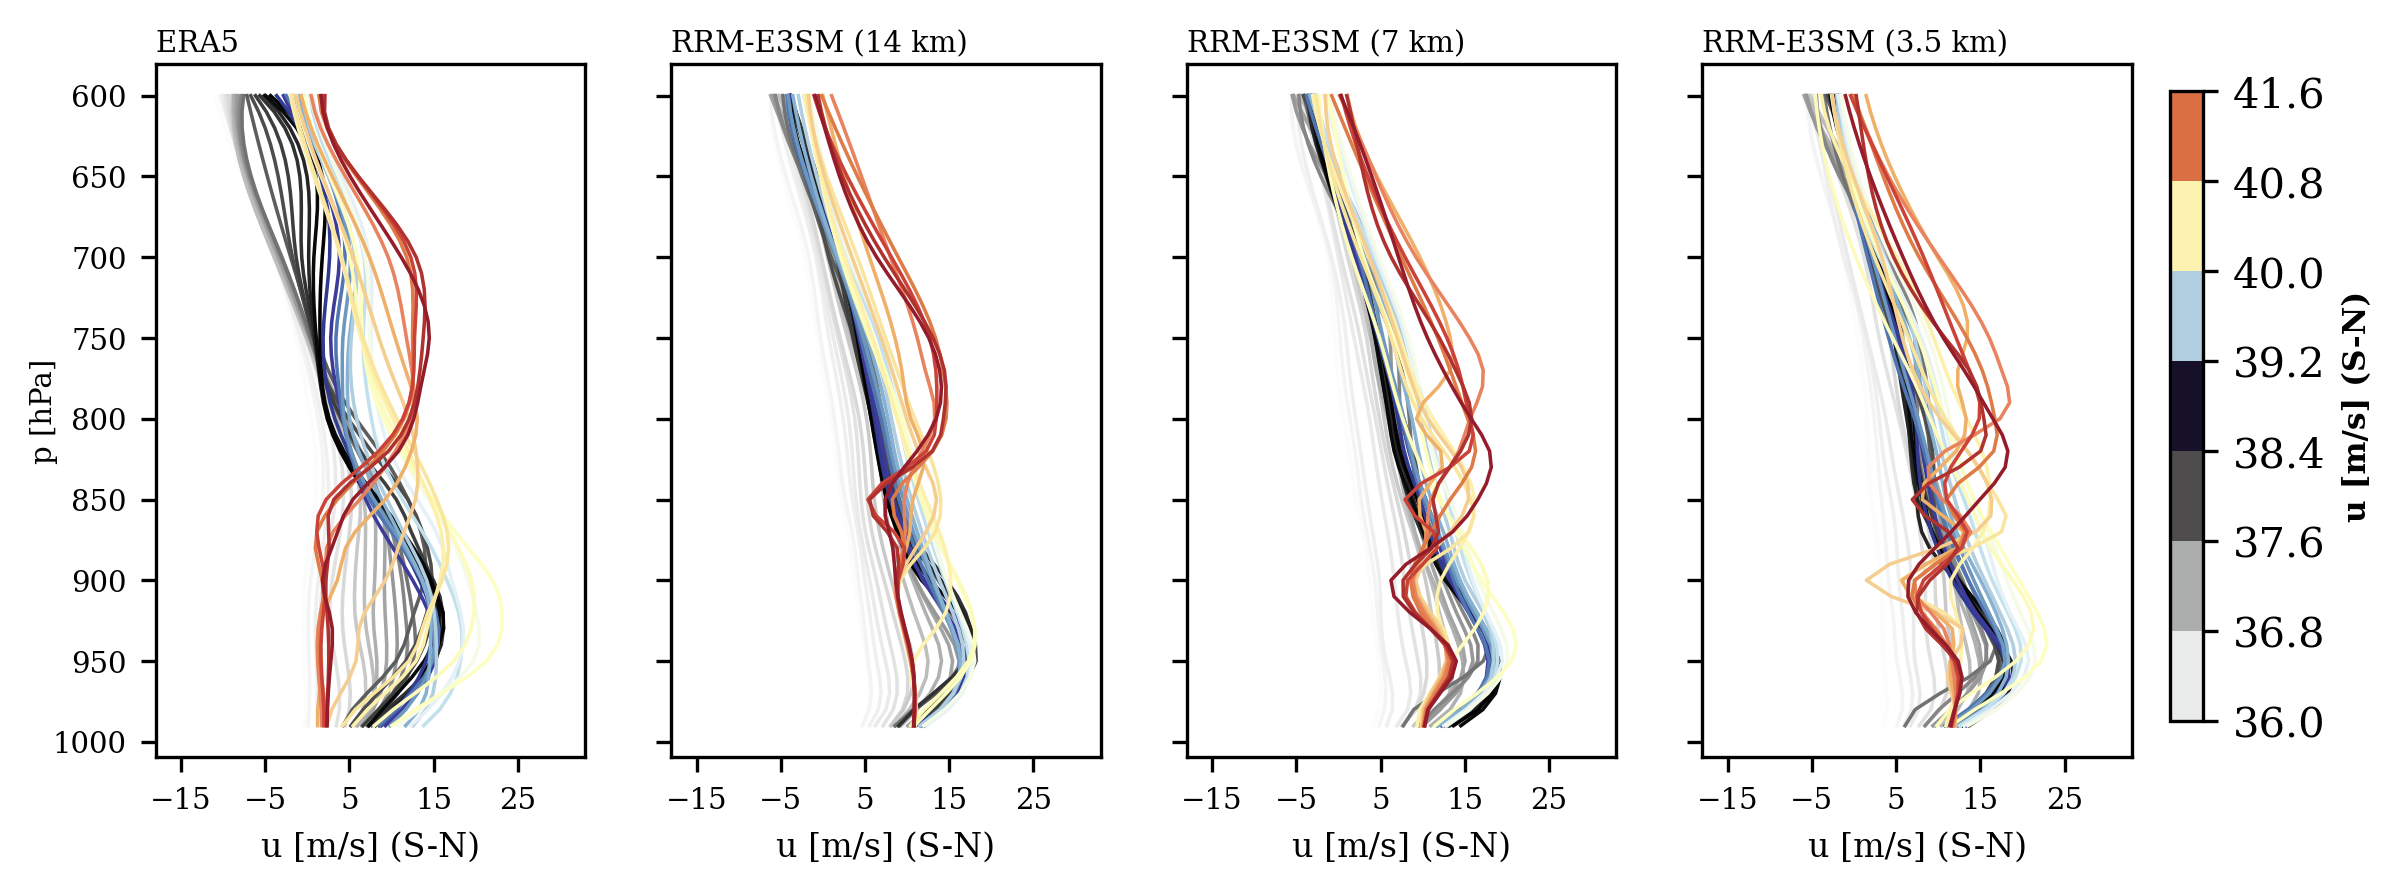 ERA5
RRM-E3SM (14 km)
RRM-E3SM (7 km)
RRM-E3SM (3.5 km)
600
650
700
750
800
850
900
950
1000
p [hPa]
−15 −5 5 15 25
−15 −5 5 15 25
−15 −5 5 15 25
−15 −5 5 15 25
u [m/s] (S-N)
u [m/s] (S-N)
u [m/s] (S-N)
u [m/s] (S-N)
41.6
40.8
40.0
39.2
38.4
37.6
36.8
36.0
u [m/s] (S-N)